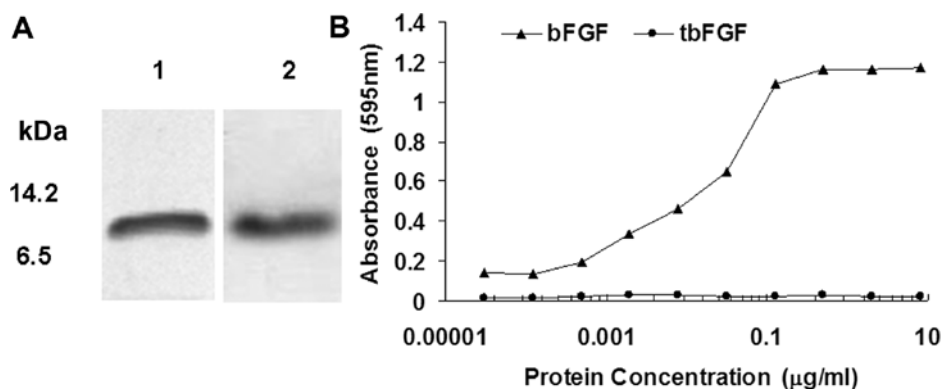 A
1 2
kDa
14.2
6.5
B
bFGF tbFGF
Absorbance (595nm)
1.4
1.2
1
0.8
0.6
0.4
0.2
0
0.00001 0.001 0.1 10
Protein Concentration (μg/ml)